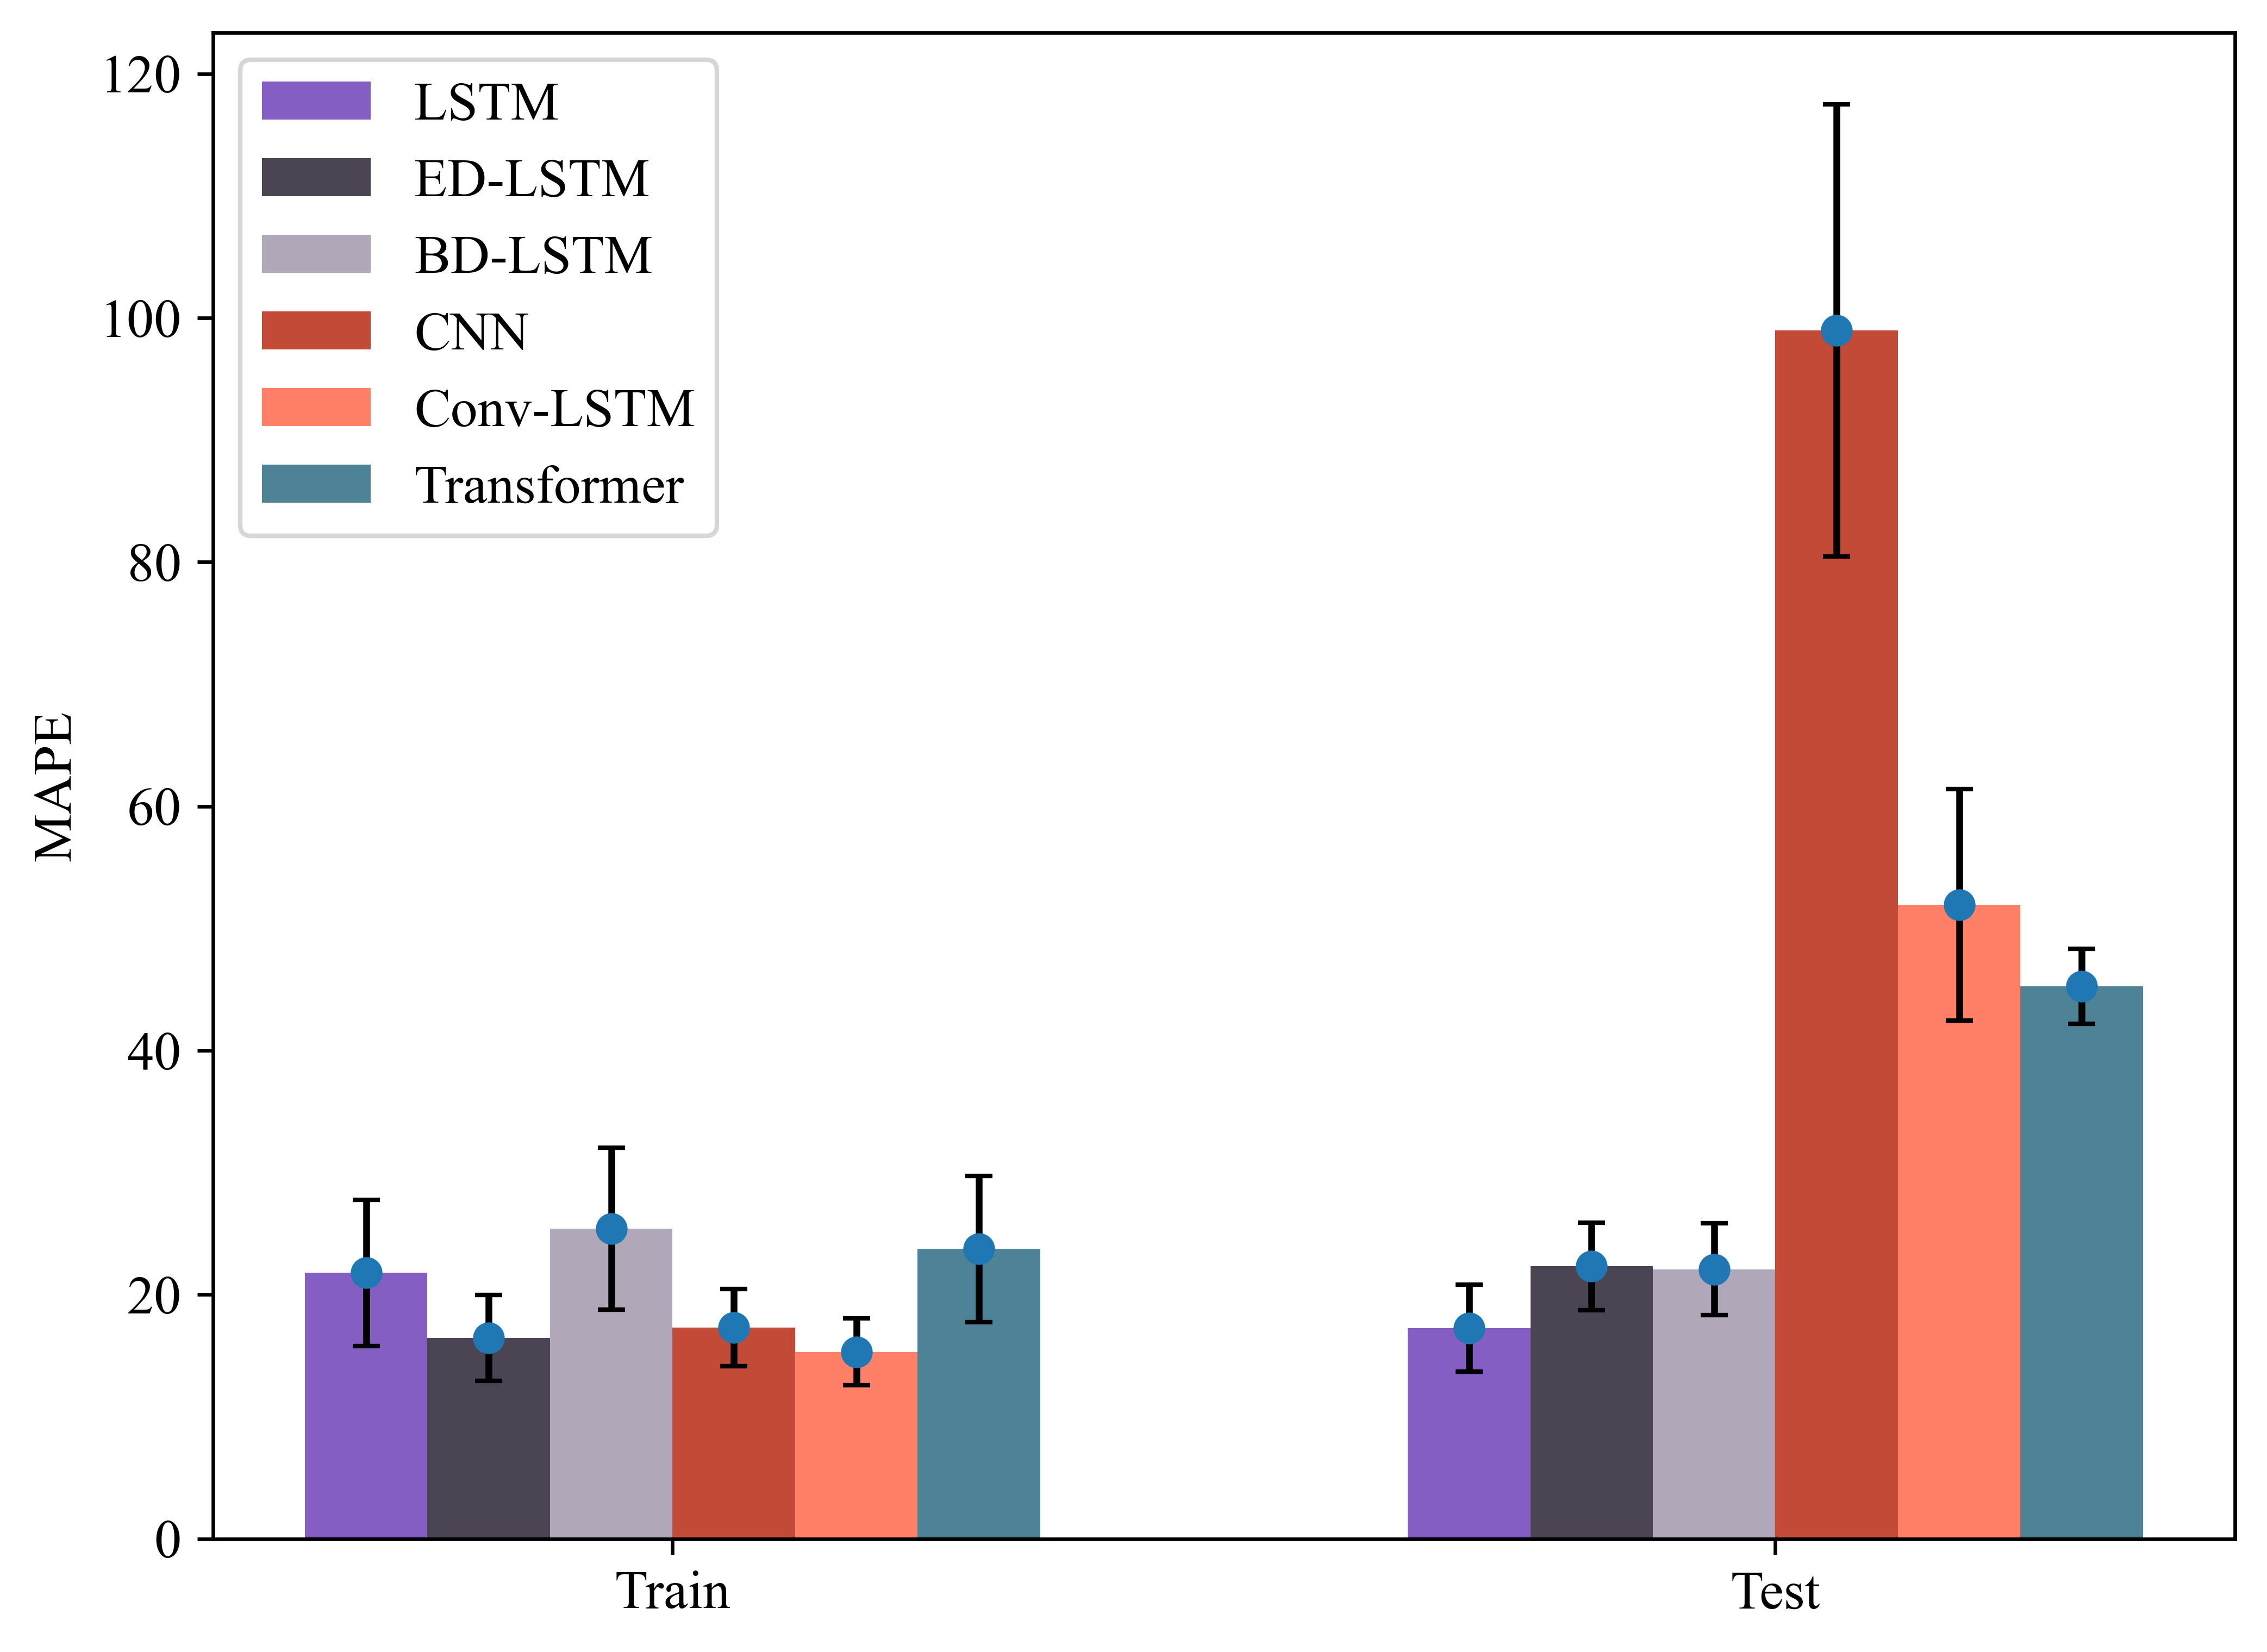 120
100
80
60
40
20
0
MAPE
LSTM
ED-LSTM
BD-LSTM
CNN
Conv-LSTM
Transformer
Train
Test